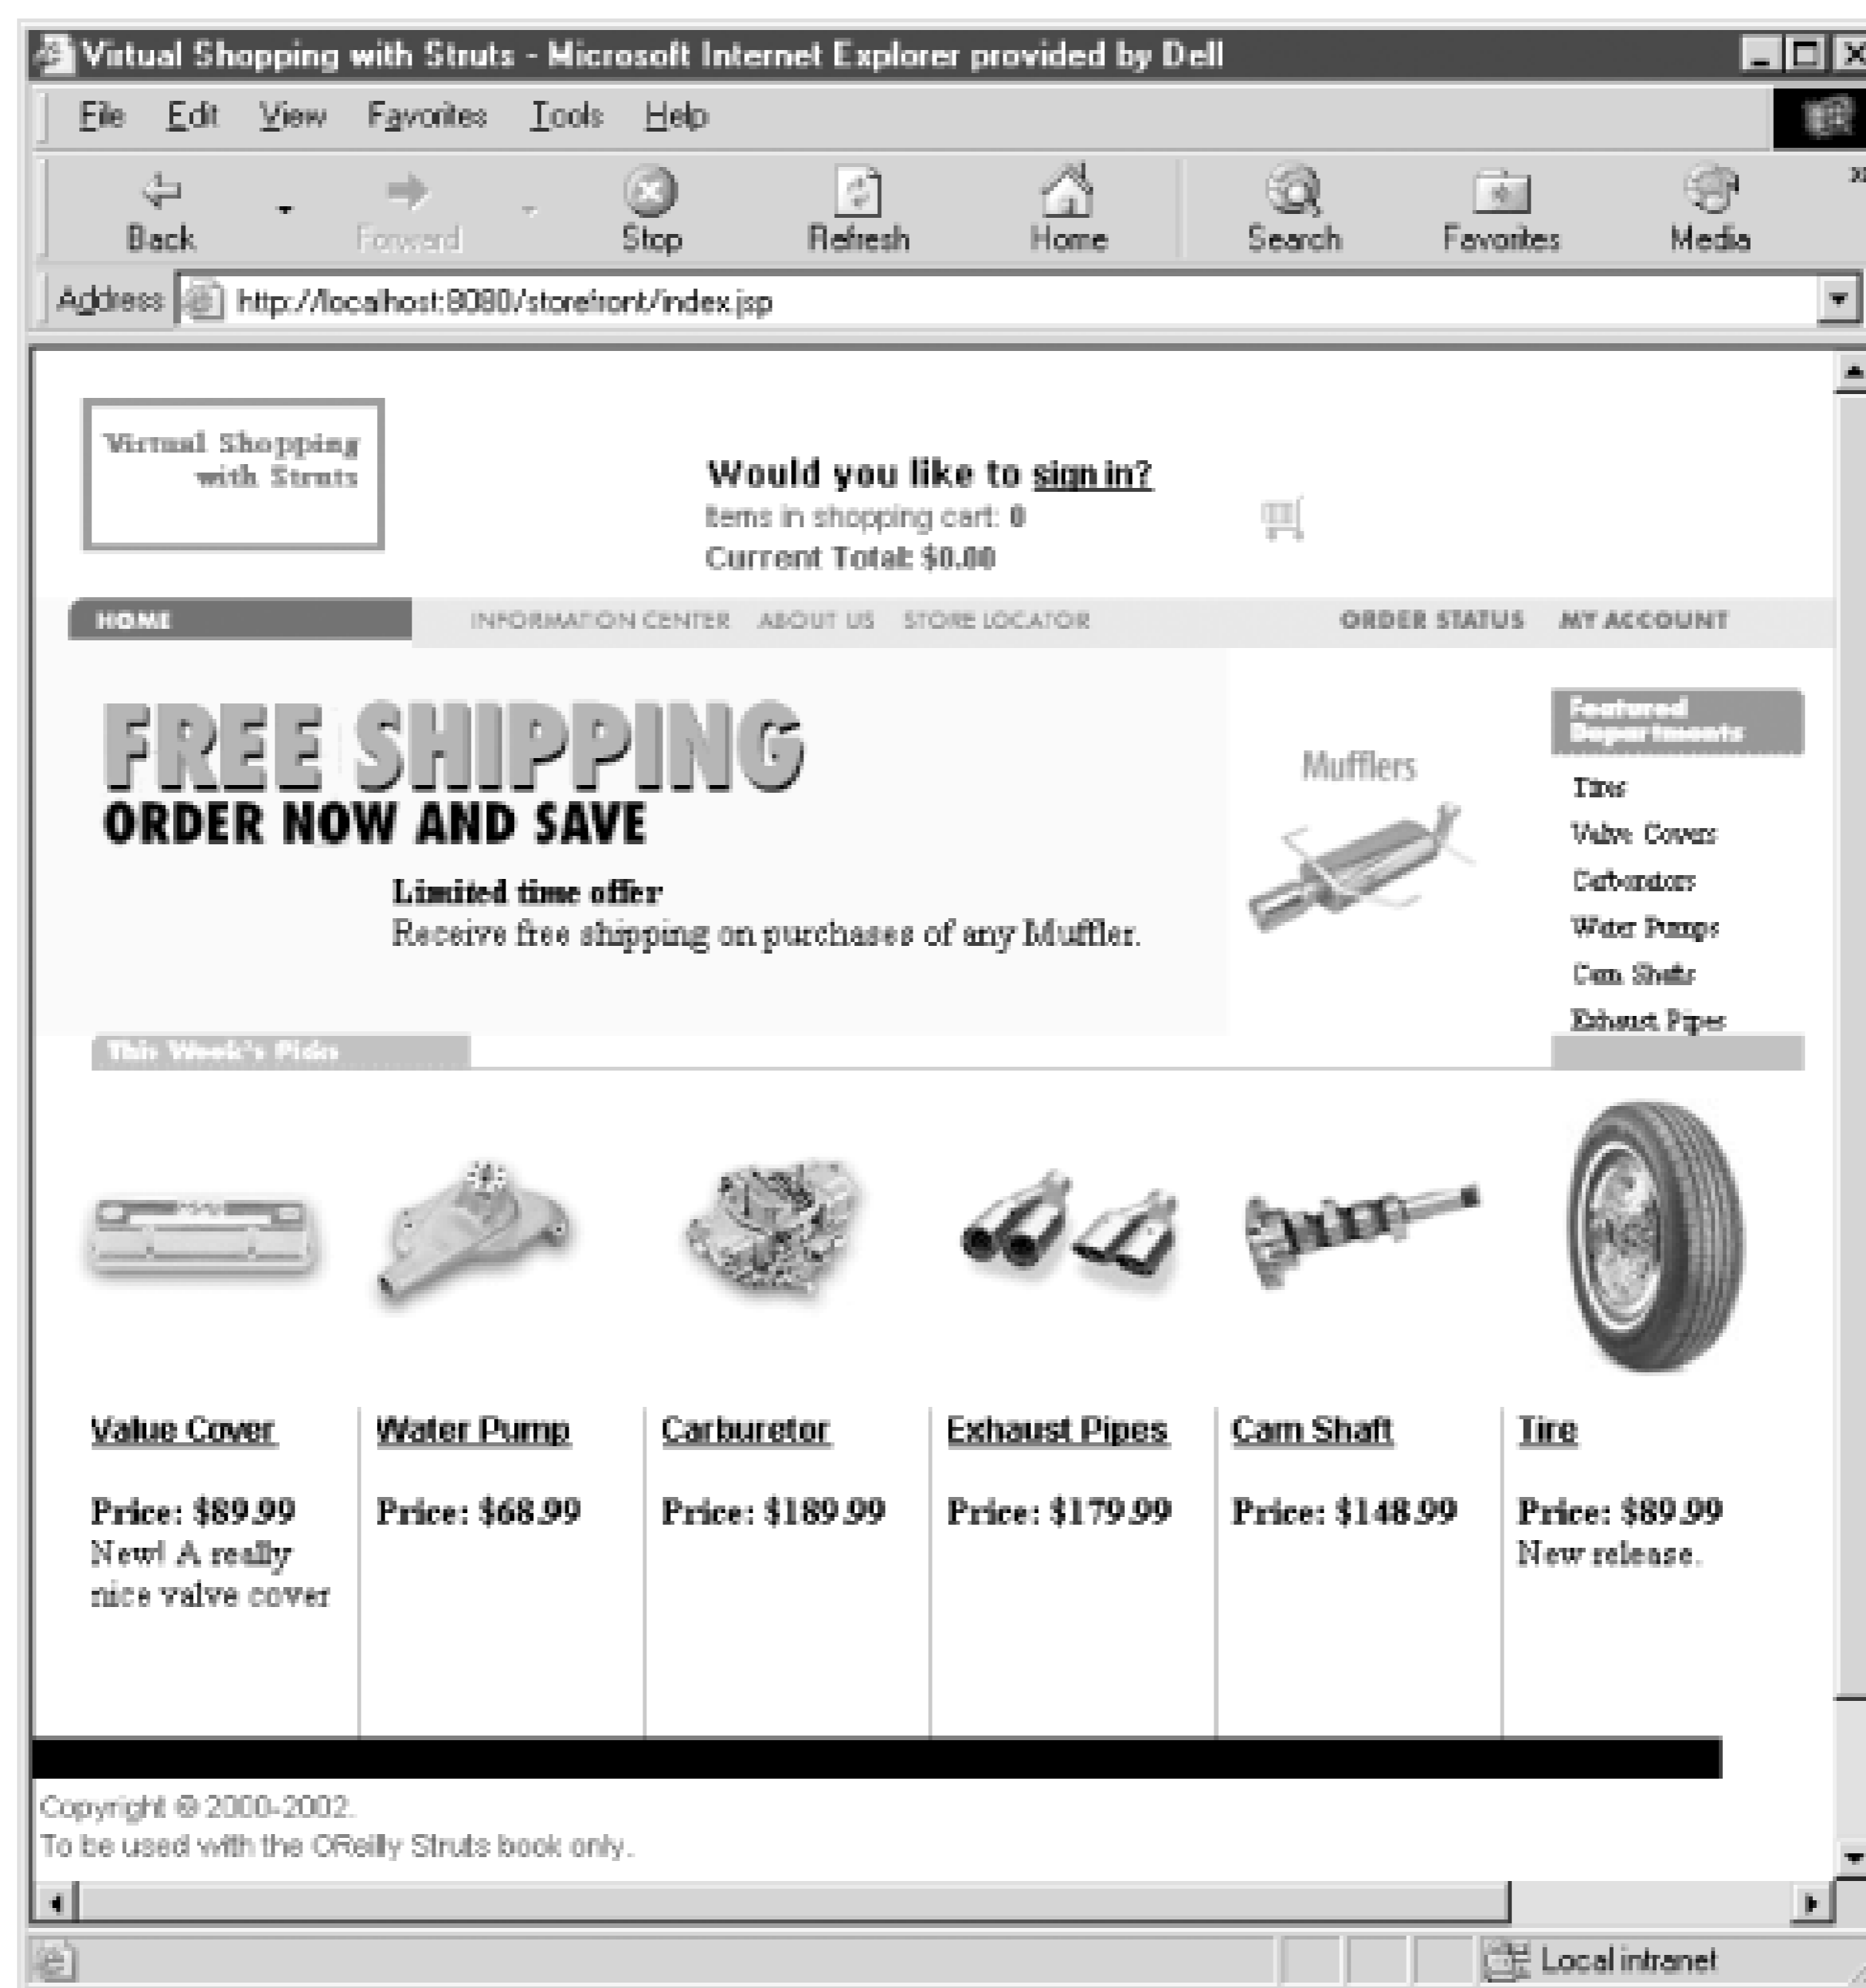 Virtual Shopping with Struts - Microsoft Internet Explorer provided by Dell
File Edit View Favorites Tools Help
Back Forward Stop Refresh Home Search Favorites Media
Address http://localhost:8080/storefront/index.jsp
Virtual Shopping
with Struts
Would you like to sign in?
Items in shopping cart: 0
Current Total: $0.00
HOME INFORMATION CENTER ABOUT US STORE LOCATOR ORDER STATUS MY ACCOUNT
FREE SHIPPING
ORDER NOW AND SAVE
Limited time offer
Receive free shipping on purchases of any Muffler.
Mufflers
Featured
Departments
Tires
Valve Covers
Carborators
Water Pumps
Cam Shafts
Exhaust Pipes
This Week's Picks
Value Cover Water Pump Carburetor Exhaust Pipes Cam Shaft Tire
Price: $89.99 Price: $68.99 Price: $189.99 Price: $179.99 Price: $148.99 Price: $89.99
New! A really
nice valve cover
New release.
Copyright © 2000-2002.
To be used with the OReilly Struts book only.
Local intranet